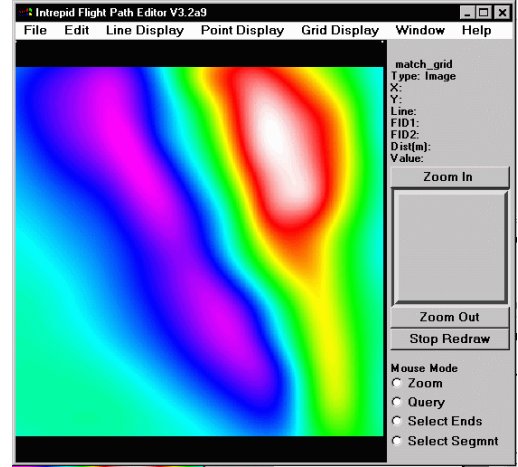 Intrepid Flight Path Editor V3.2a9
File Edit Line Display Point Display Grid Display Window Help
match_grid
Type: Image
X:
Y:
Line:
FID1:
FID2:
Dist(m):
Value:
Zoom In
Zoom Out
Stop Redraw
Mouse Mode
Zoom
Query
Select Ends
Select Segmnt